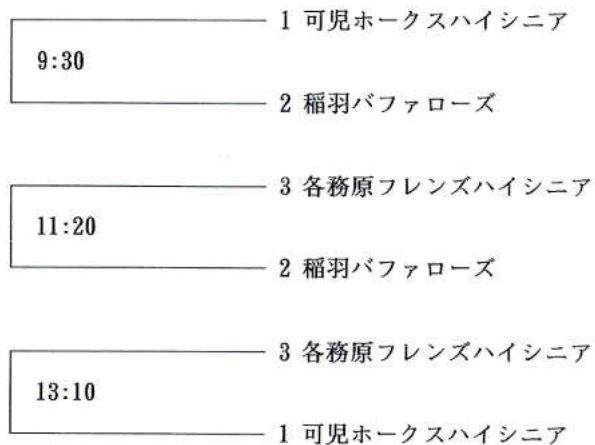 1 可児ホークスハイシニア
9:30
2 稲羽バファローズ
3 各務原フレンズハイシニア
11:20
2 稲羽バファローズ
3 各務原フレンズハイシニア
13:10
1 可児ホークスハイシニア